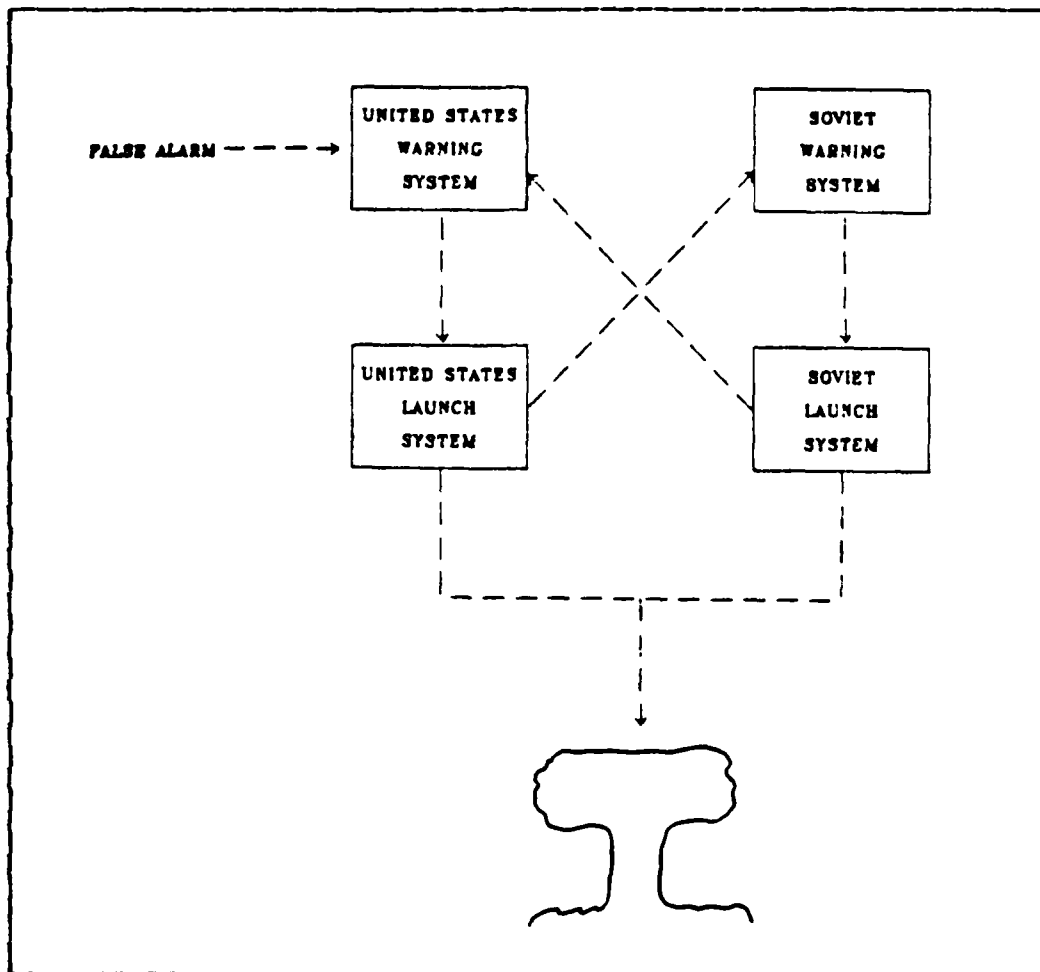 UNITED STATES
WARNING
SYSTEM
SOVIET
WARNING
SYSTEM
FALSE ALARM
UNITED STATES
LAUNCH
SYSTEM
SOVIET
LAUNCH
SYSTEM